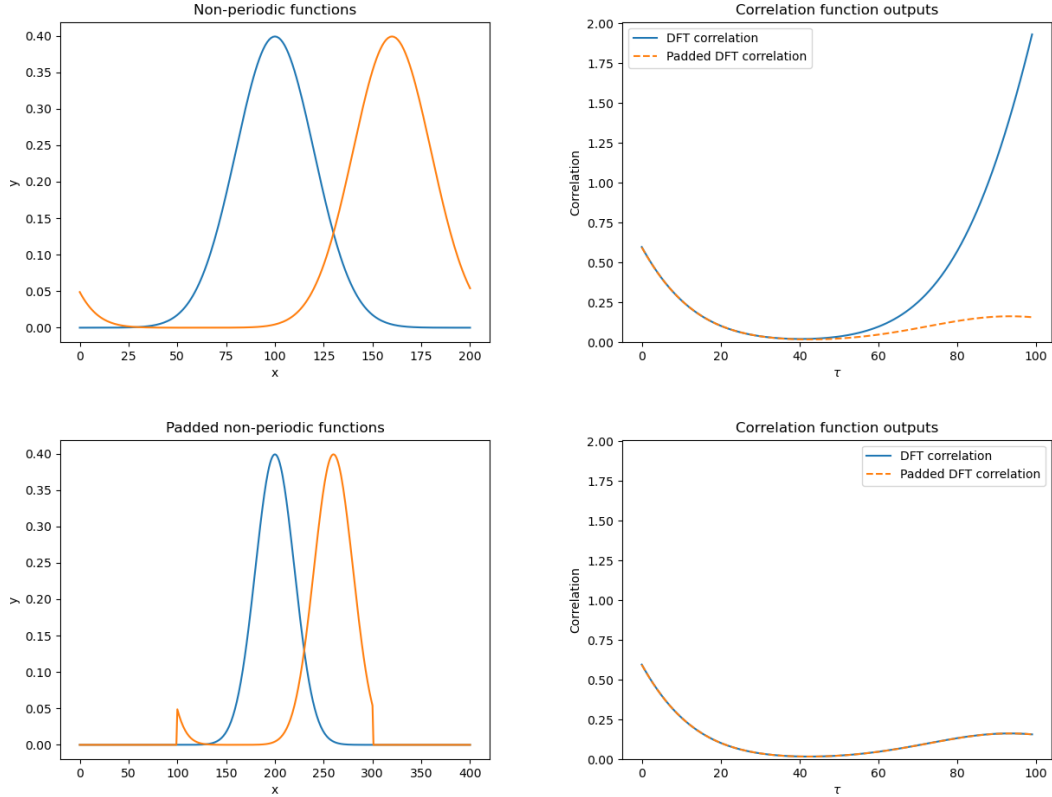 Non-periodic functions
0.40
0.35
0.30
0.25
0.20
0.15
0.10
0.05
0.00
y
0 25 50 75 100 125 150 175 200
x
Correlation function outputs
2.00
1.75
1.50
1.25
1.00
0.75
0.50
0.25
0.00
Correlation
DFT correlation
Padded DFT correlation
0 20 40 60 80 100
τ
Padded non-periodic functions
0.40
0.35
0.30
0.25
0.20
0.15
0.10
0.05
0.00
y
0 50 100 150 200 250 300 350 400
x
Correlation function outputs
2.00
1.75
1.50
1.25
1.00
0.75
0.50
0.25
0.00
Correlation
DFT correlation
Padded DFT correlation
0 20 40 60 80 100
τ